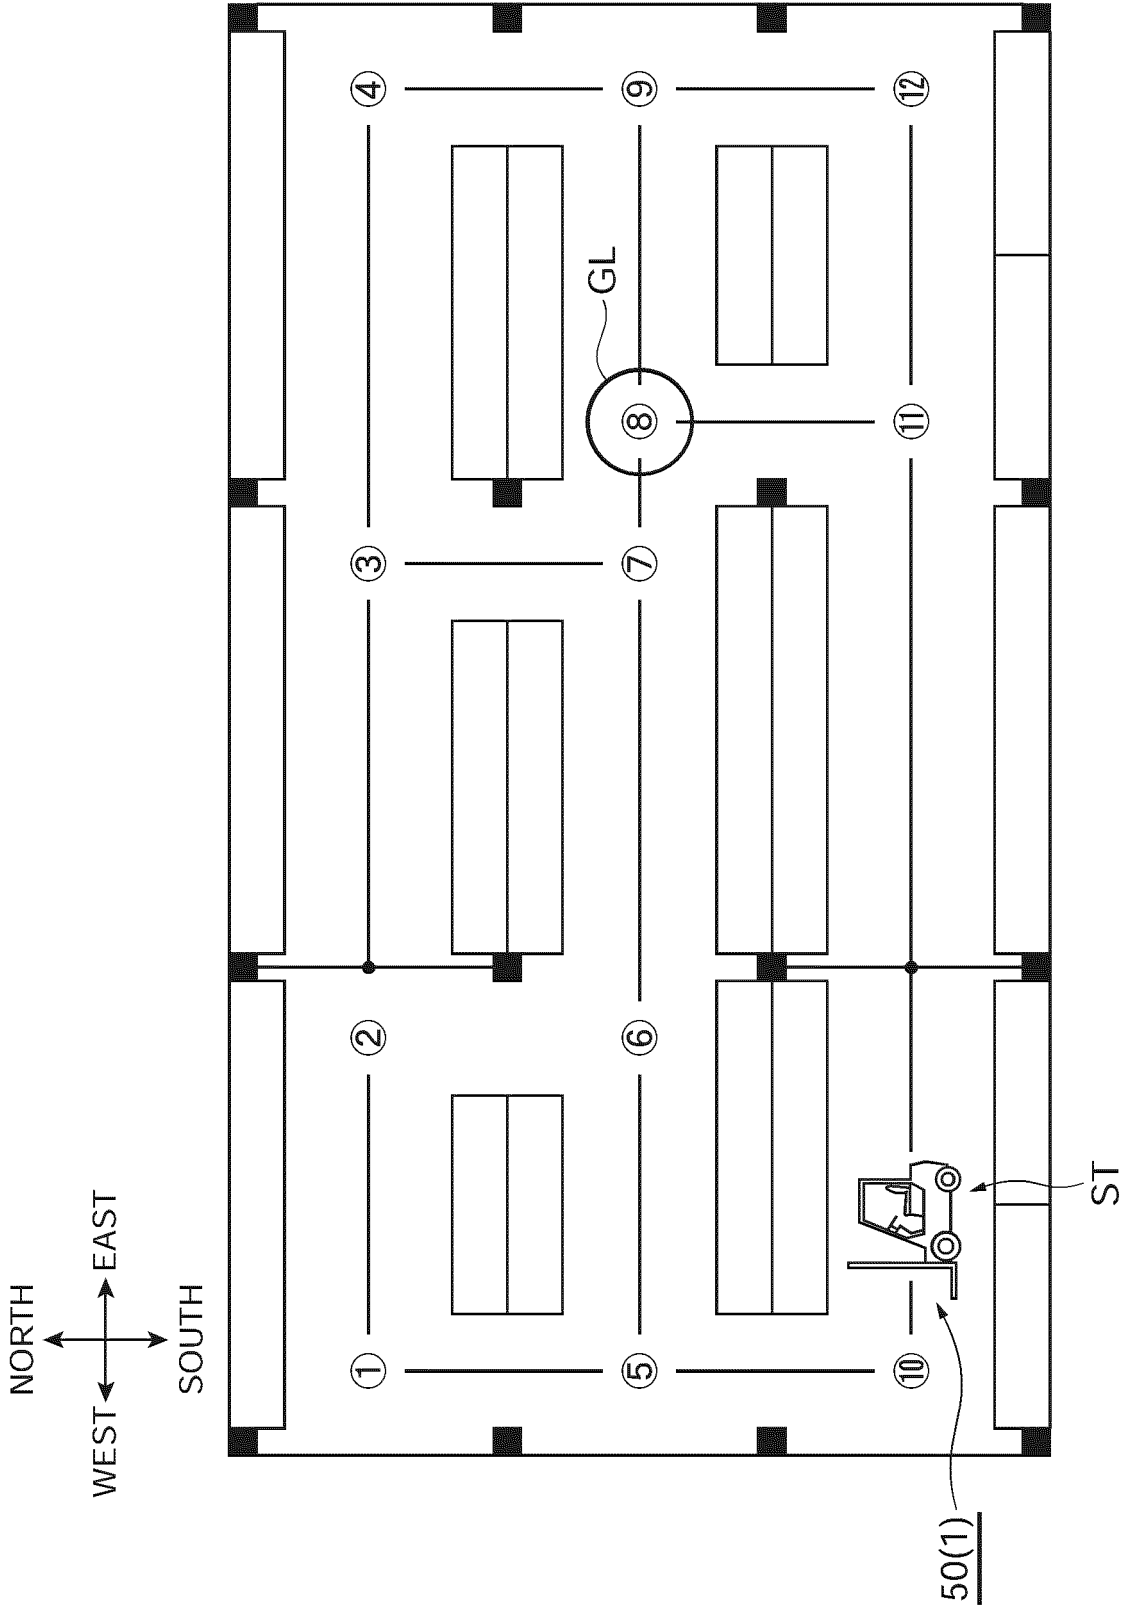 NORTH
WEST EAST
SOUTH
① ② ③ ④
GL
⑤ ⑥ ⑦ ⑧ ⑨
⑩ ⑪ ⑫
50(1)
ST